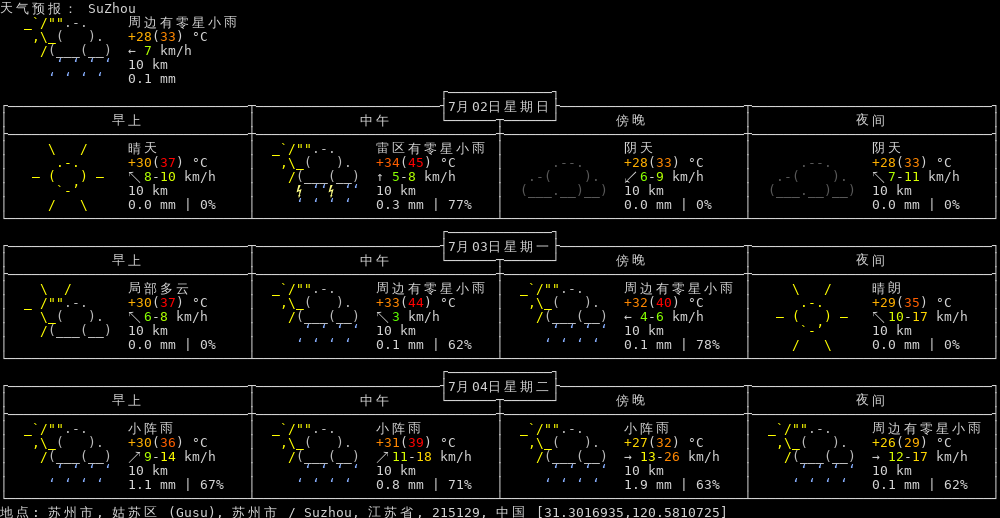 天气预报: SuZhou
周边有零星小雨
+28(33) °C
← 7 km/h
10 km
0.1 mm
7月02日星期日
早上 中午 傍晚 夜间
晴天 雷区有零星小雨 阴天 阴天
+30(37) °C +34(45) °C +28(33) °C +28(33) °C
↖ 8-10 km/h ↑ 5-8 km/h ↙ 6-9 km/h ↖ 7-11 km/h
10 km 10 km 10 km 10 km
0.0 mm | 0% 0.3 mm | 77% 0.0 mm | 0% 0.0 mm | 0%
7月03日星期一
早上 中午 傍晚 夜间
局部多云 周边有零星小雨 周边有零星小雨 晴朗
+30(37) °C +33(44) °C +32(40) °C +29(35) °C
↖ 6-8 km/h ↖ 3 km/h ← 4-6 km/h ↖ 10-17 km/h
10 km 10 km 10 km 10 km
0.0 mm | 0% 0.1 mm | 62% 0.1 mm | 78% 0.0 mm | 0%
7月04日星期二
早上 中午 傍晚 夜间
小阵雨 小阵雨 小阵雨 周边有零星小雨
+30(36) °C +31(39) °C +27(32) °C +26(29) °C
↗ 9-14 km/h ↗ 11-18 km/h → 13-26 km/h → 12-17 km/h
10 km 10 km 10 km 10 km
1.1 mm | 67% 0.8 mm | 71% 1.9 mm | 63% 0.1 mm | 62%
地点: 苏州市, 姑苏区 (Gusu), 苏州市 / Suzhou, 江苏省, 215129, 中国 [31.3016935,120.5810725]